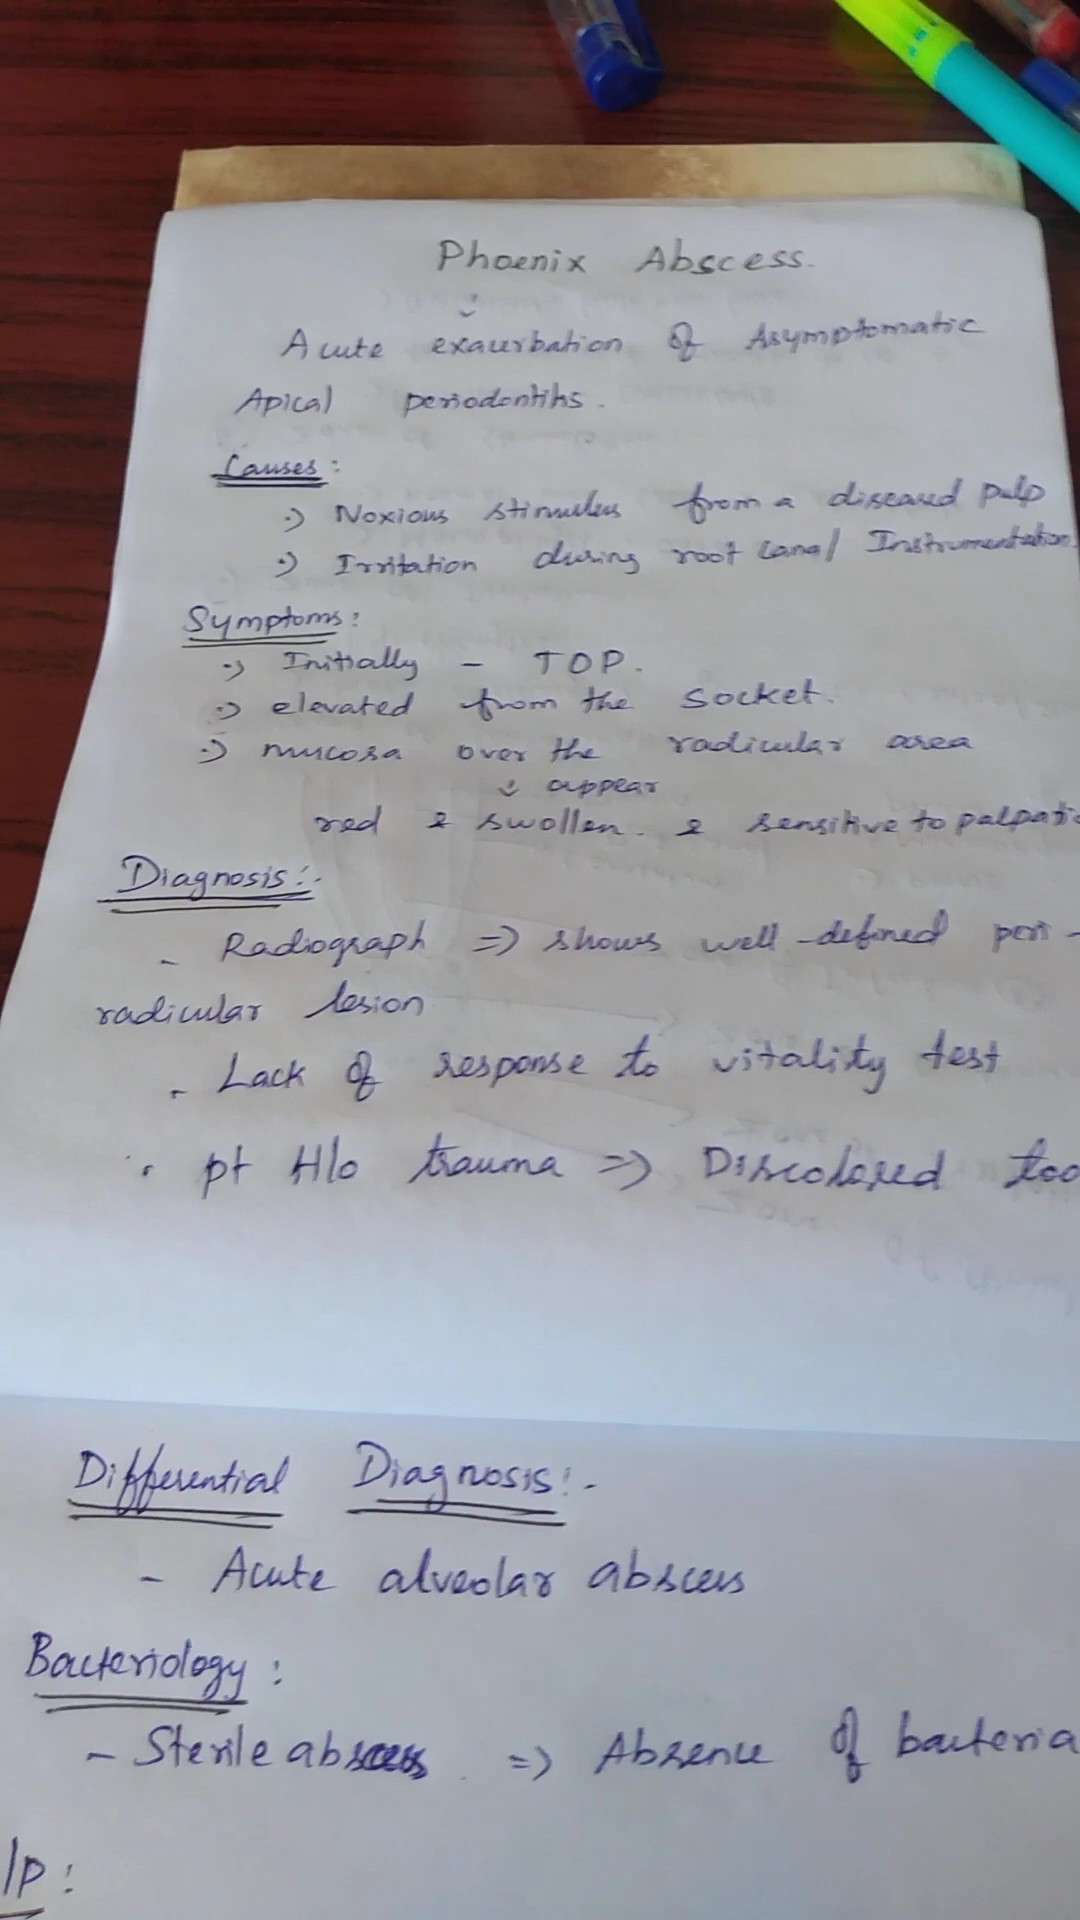 Phoenix Abscess.
Acute exacerbation of Asymptomatic
Apical periodontitis.
Causes:
Noxious stimulus from a diseased pulp
Irritation during root canal Instrumentation
Symptoms:
Initially - TOP.
elevated from the socket.
mucosa over the radicular area
appear
red & swollen. & sensitive to palpatio
Diagnosis:-
- Radiograph => shows well-defined peri-
radicular lesion
- Lack of response to vitality test
. pt H/o trauma => Discolored too
Differential Diagnosis:-
- Acute alveolar abscess
Bacteriology:
- Sterile abscess => Absence of bacteria
/p: